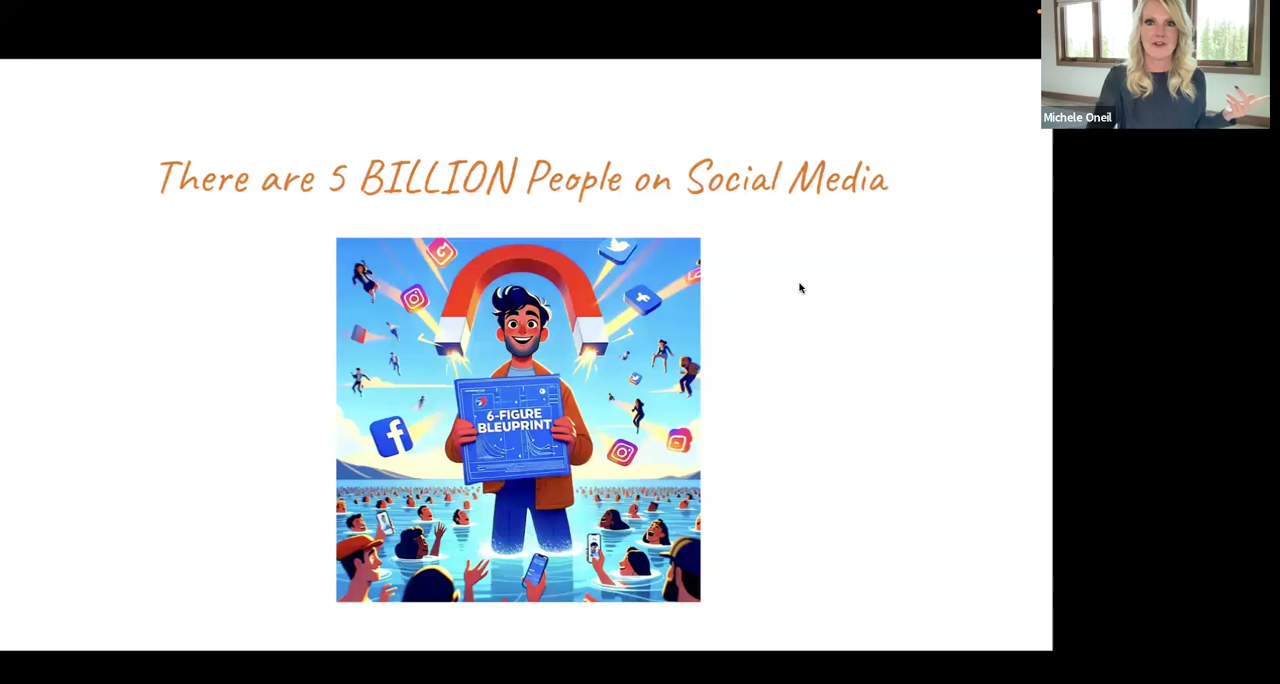 Michele Oneil
There are 5 BILLION People on Social Media
6-FIGURE
BLEUPRINT